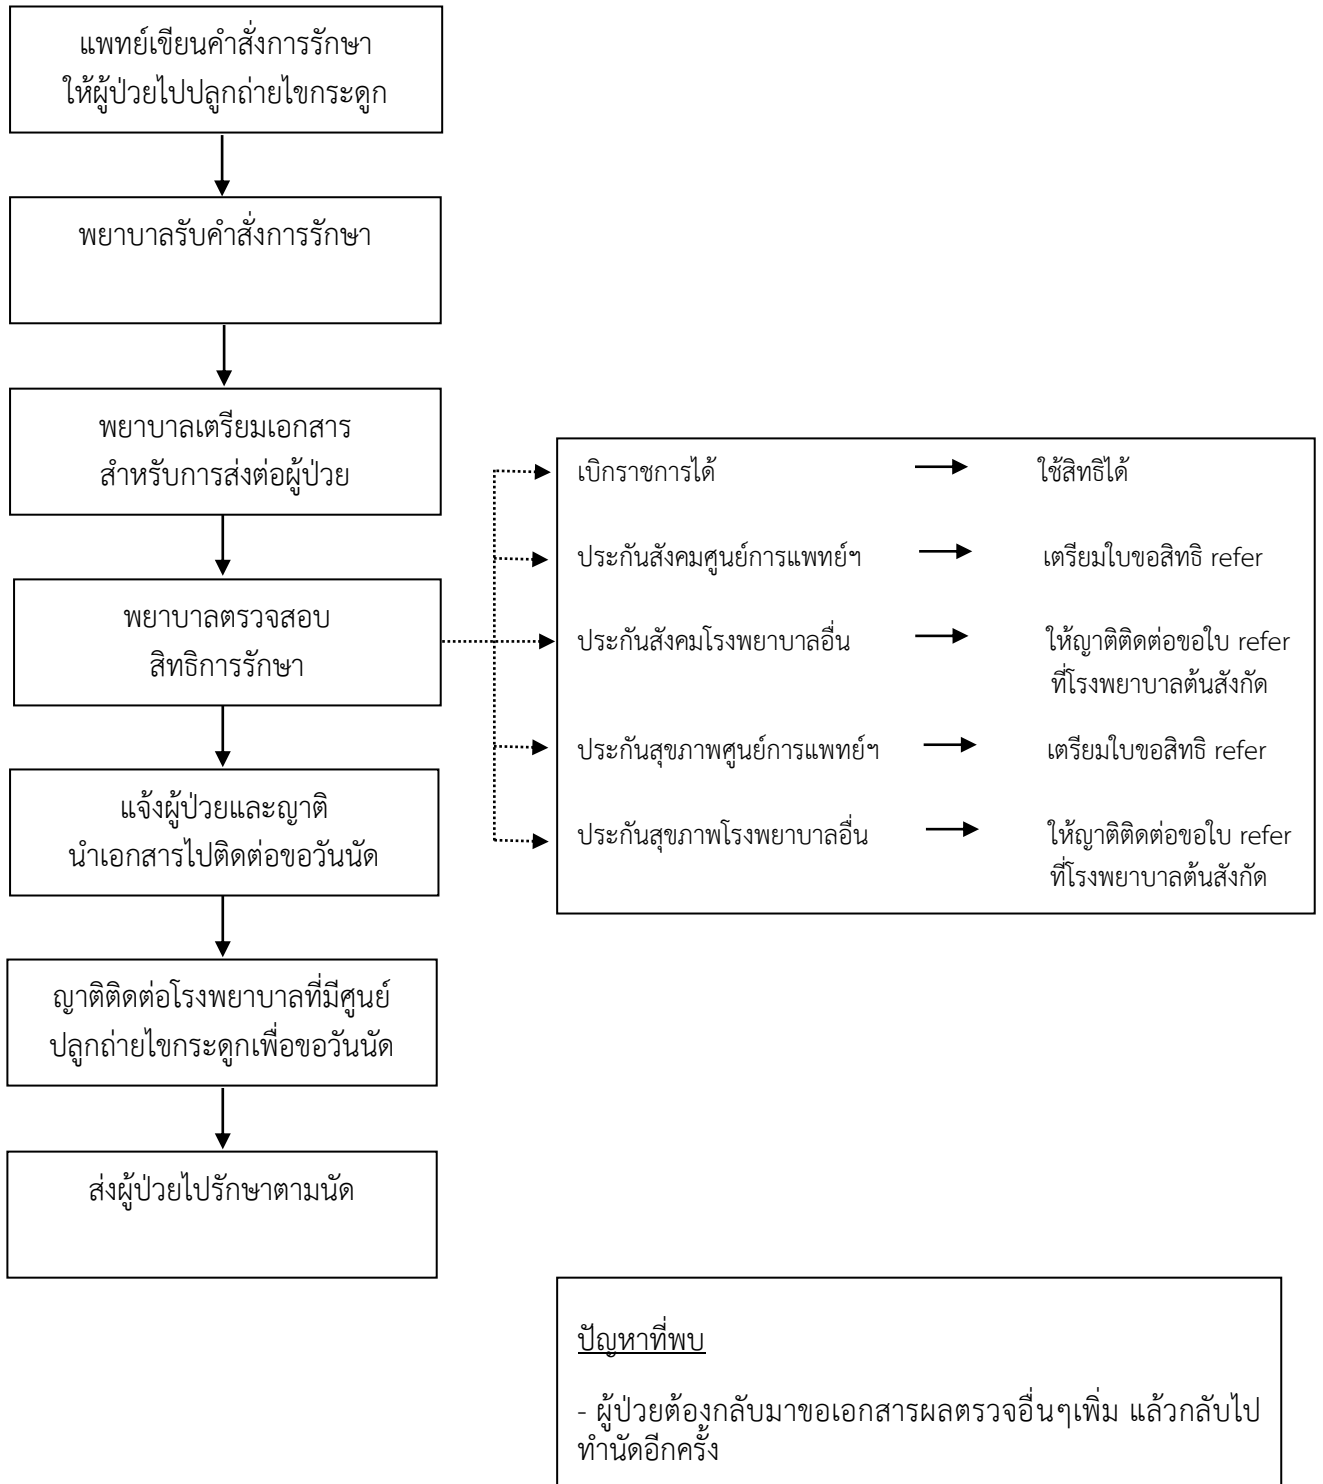 แพทย์เขียนคำสั่งการรักษา
ให้ผู้ป่วยไปปลูกถ่ายไขกระดูก
พยาบาลรับคำสั่งการรักษา
พยาบาลเตรียมเอกสาร
สำหรับการส่งต่อผู้ป่วย
พยาบาลตรวจสอบ
สิทธิการรักษา
เบิกราชการได้ ใช้สิทธิได้
ประกันสังคมศูนย์การแพทย์ฯ เตรียมใบขอสิทธิ refer
ประกันสังคมโรงพยาบาลอื่น ให้ญาติติดต่อขอใบ refer
ที่โรงพยาบาลต้นสังกัด
ประกันสุขภาพศูนย์การแพทย์ฯ เตรียมใบขอสิทธิ refer
ประกันสุขภาพโรงพยาบาลอื่น ให้ญาติติดต่อขอใบ refer
ที่โรงพยาบาลต้นสังกัด
แจ้งผู้ป่วยและญาติ
นำเอกสารไปติดต่อขอวันนัด
ญาติติดต่อโรงพยาบาลที่มีศูนย์
ปลูกถ่ายไขกระดูกเพื่อขอวันนัด
ส่งผู้ป่วยไปรักษาตามนัด
ปัญหาที่พบ
- ผู้ป่วยต้องกลับมาขอเอกสารผลตรวจอื่นๆเพิ่ม แล้วกลับไป
ทำนัดอีกครั้ง